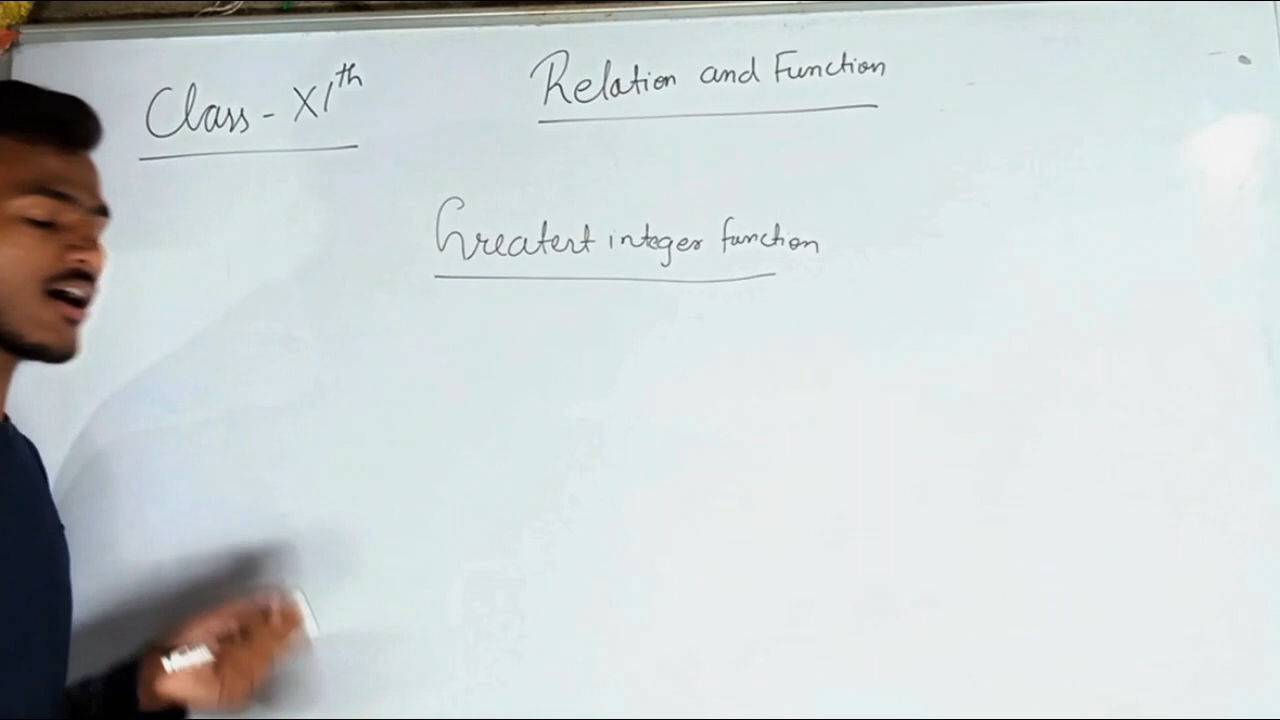 Class - XIth
Relation and Function
Greatest integer function